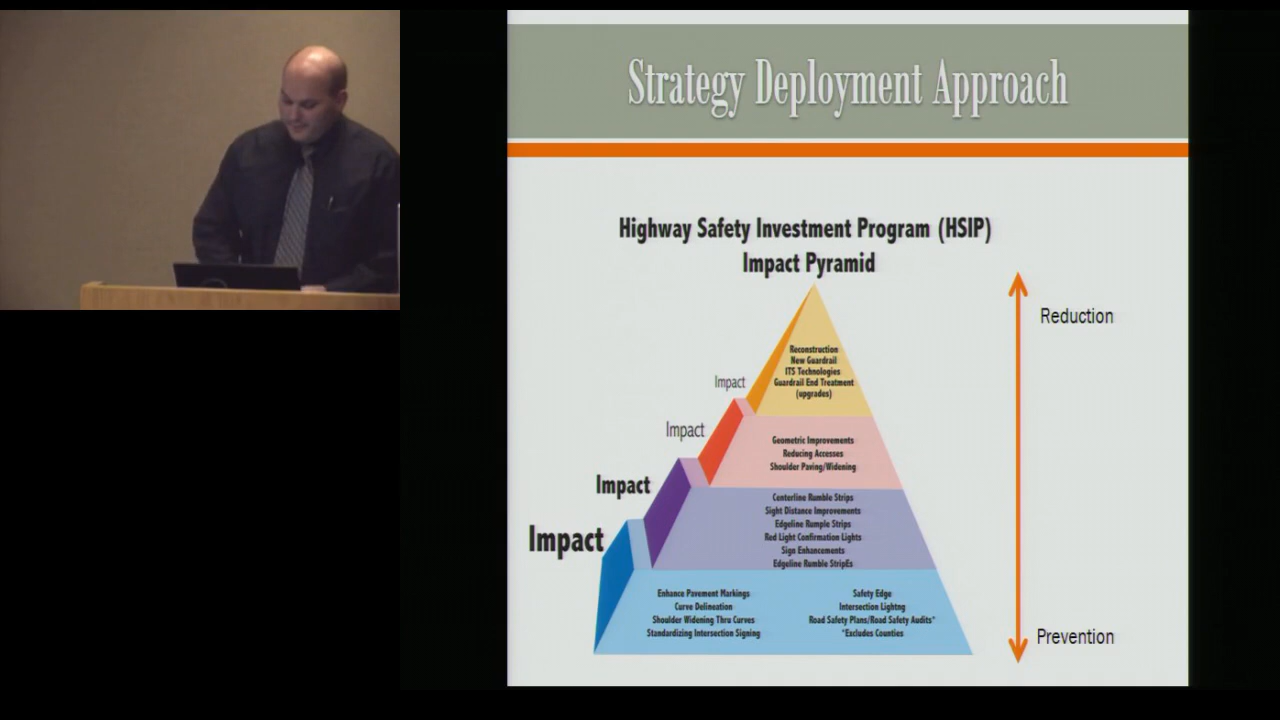 Strategy Deployment Approach
Highway Safety Investment Program (HSIP)
Impact Pyramid
Reduction
Reconstruction
New Guardrail
ITS Technologies
Guardrail End Treatment
(upgrades)
Impact
Impact
Geometric Improvements
Reducing Accesses
Shoulder Paving/Widening
Impact
Centerline Rumble Strips
Sight Distance Improvements
Edgeline Rumple Strips
Red Light Confirmation Lights
Sign Enhancements
Edgeline Rumble StripEs
Impact
Enhance Pavement Markings
Curve Delineation
Shoulder Widening Thru Curves
Standardizing Intersection Signing
Safety Edge
Intersection Lightng
Road Safety Plans/Road Safety Audits*
*Excludes Counties
Prevention